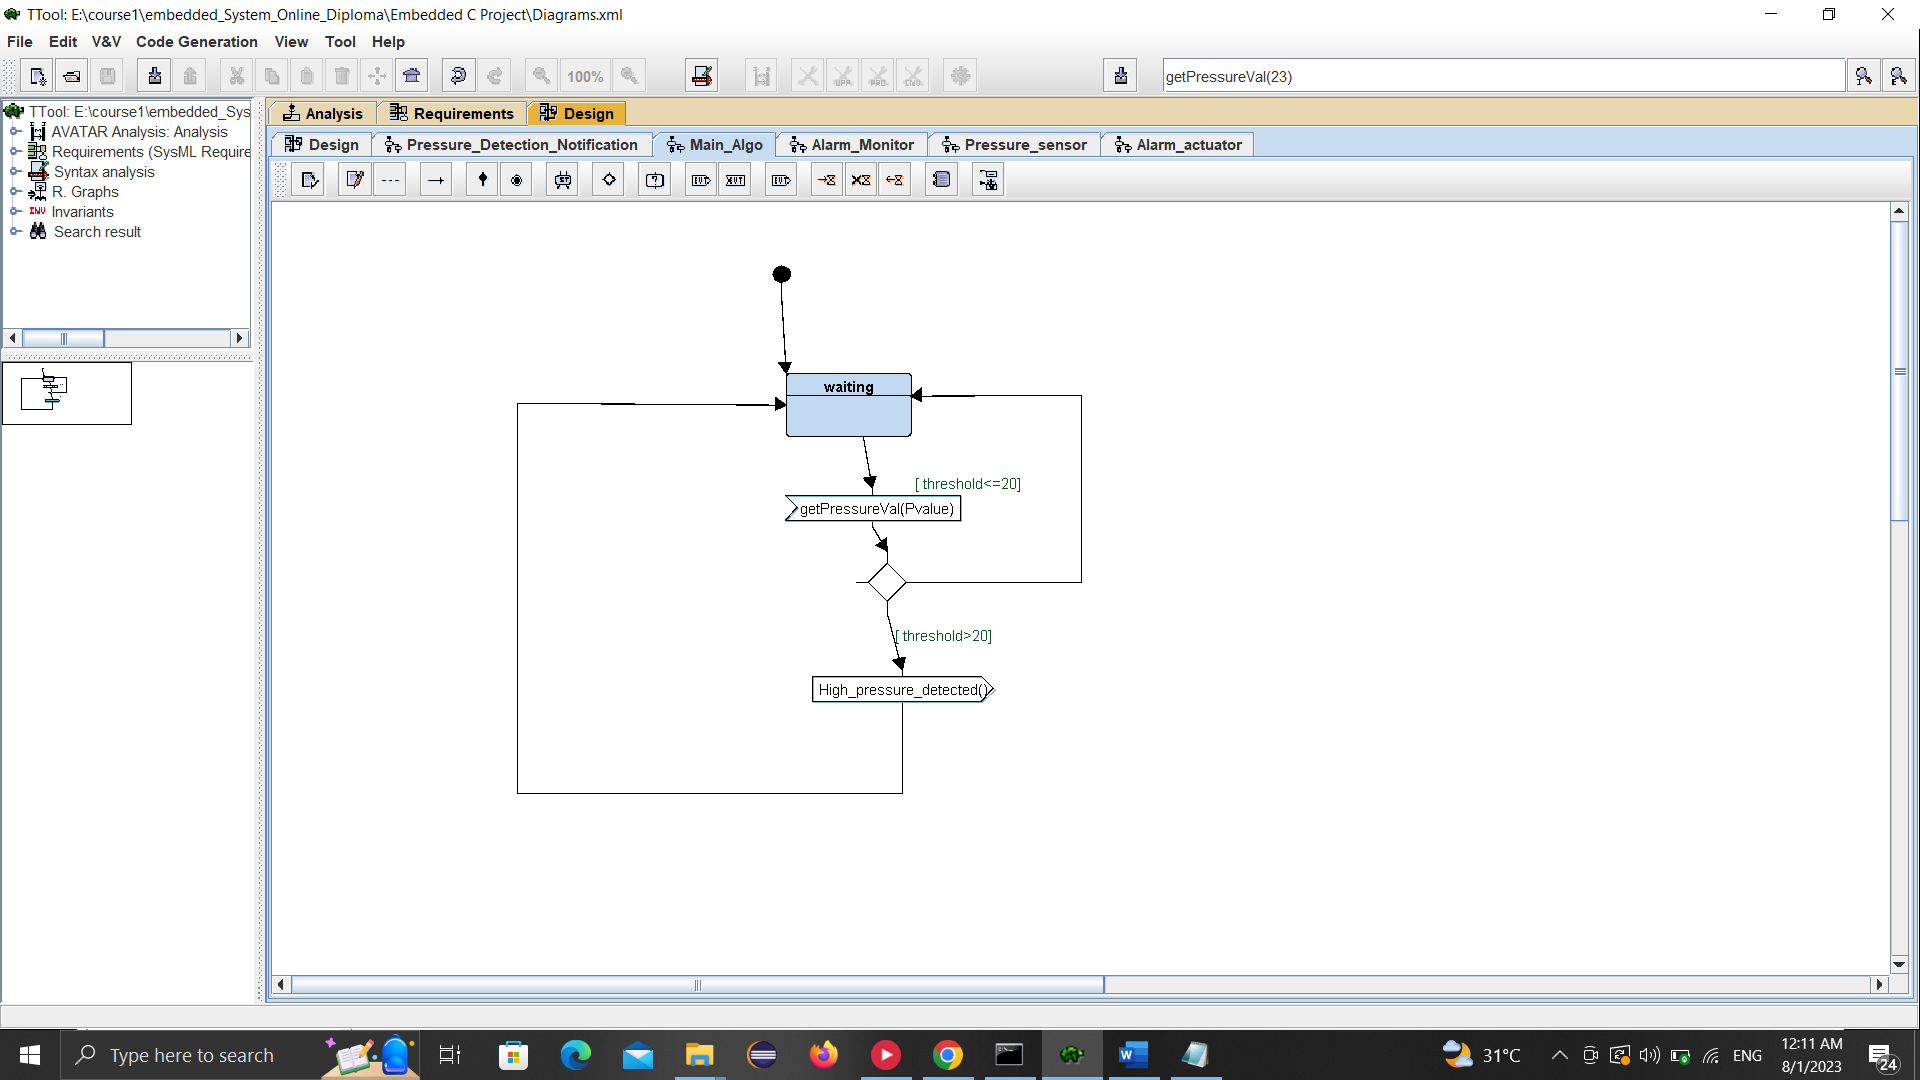 TTool: E:\course1\embedded_System_Online_Diploma\Embedded C Project\Diagrams.xml
File Edit V&V Code Generation View Tool Help
100%
getPressureVal(23)
TTool: E:\course1\embedded_Sys
AVATAR Analysis: Analysis
Requirements (SysML Require
Syntax analysis
R. Graphs
INV Invariants
Search result
Analysis Requirements Design
Design Pressure_Detection_Notification Main_Algo Alarm_Monitor Pressure_sensor Alarm_actuator
waiting
[ threshold<=20]
getPressureVal(Pvalue)
[ threshold>20]
High_pressure_detected()
Type here to search
31°C
ENG
12:11 AM
8/1/2023
24